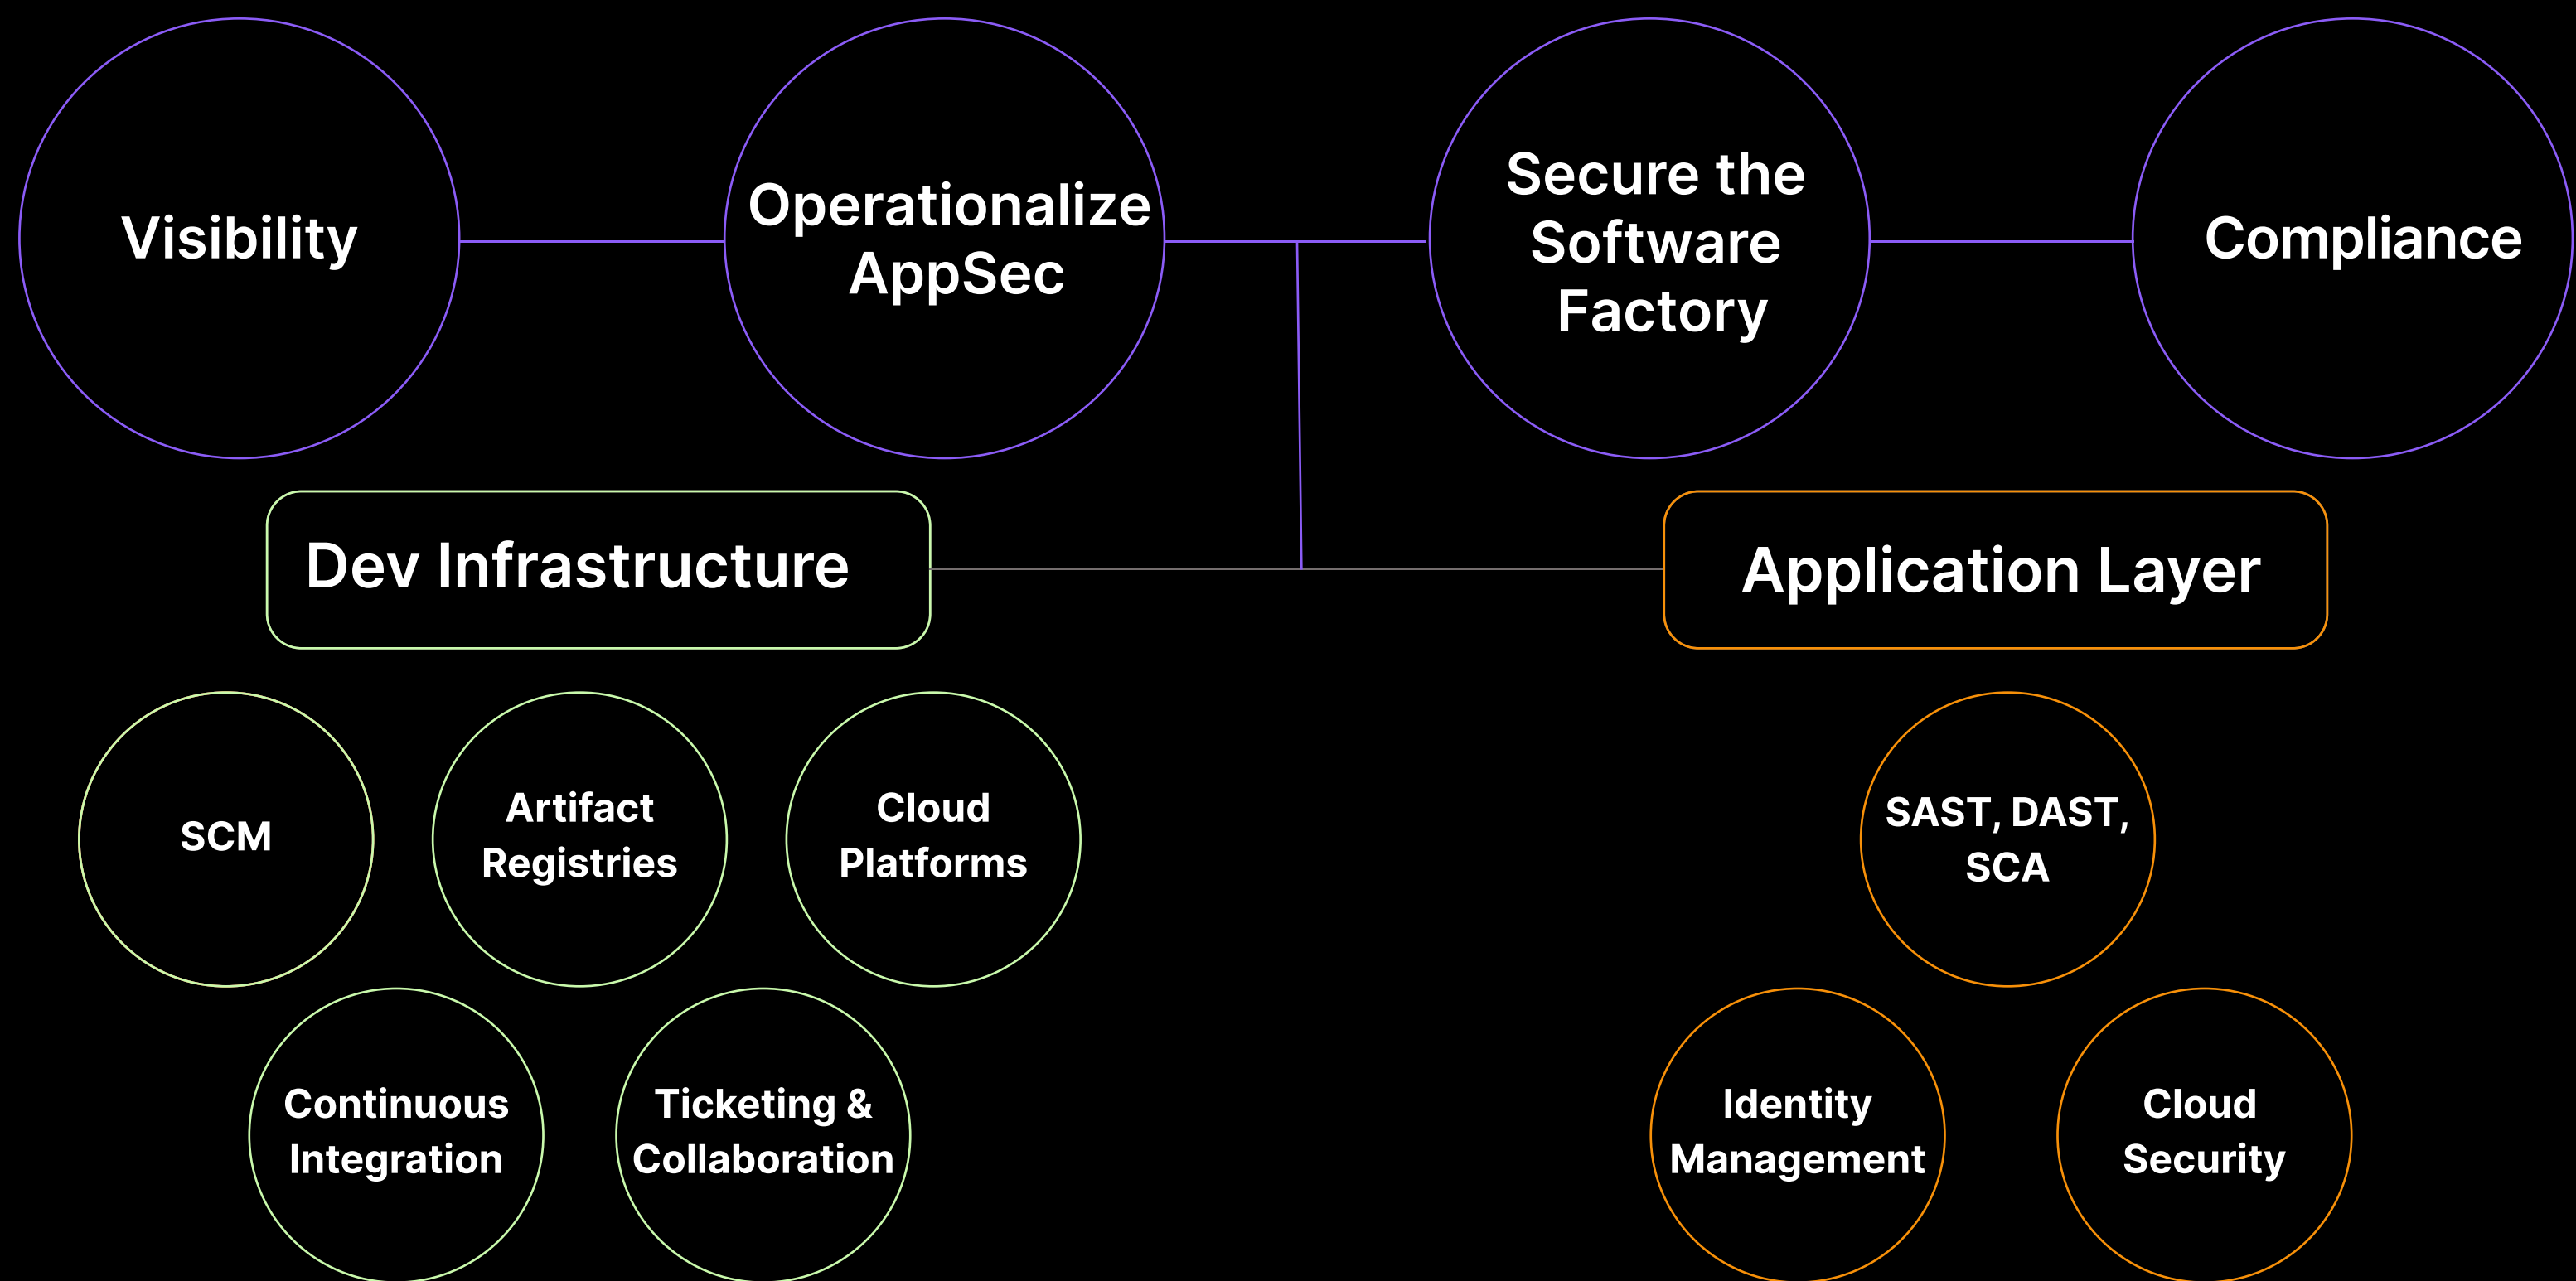 Visibility
Operationalize
AppSec
Secure the
Software
Factory
Compliance
Dev Infrastructure
Application Layer
SCM
Artifact
Registries
Cloud
Platforms
SAST, DAST,
SCA
Continuous
Integration
Ticketing &
Collaboration
Identity
Management
Cloud
Security